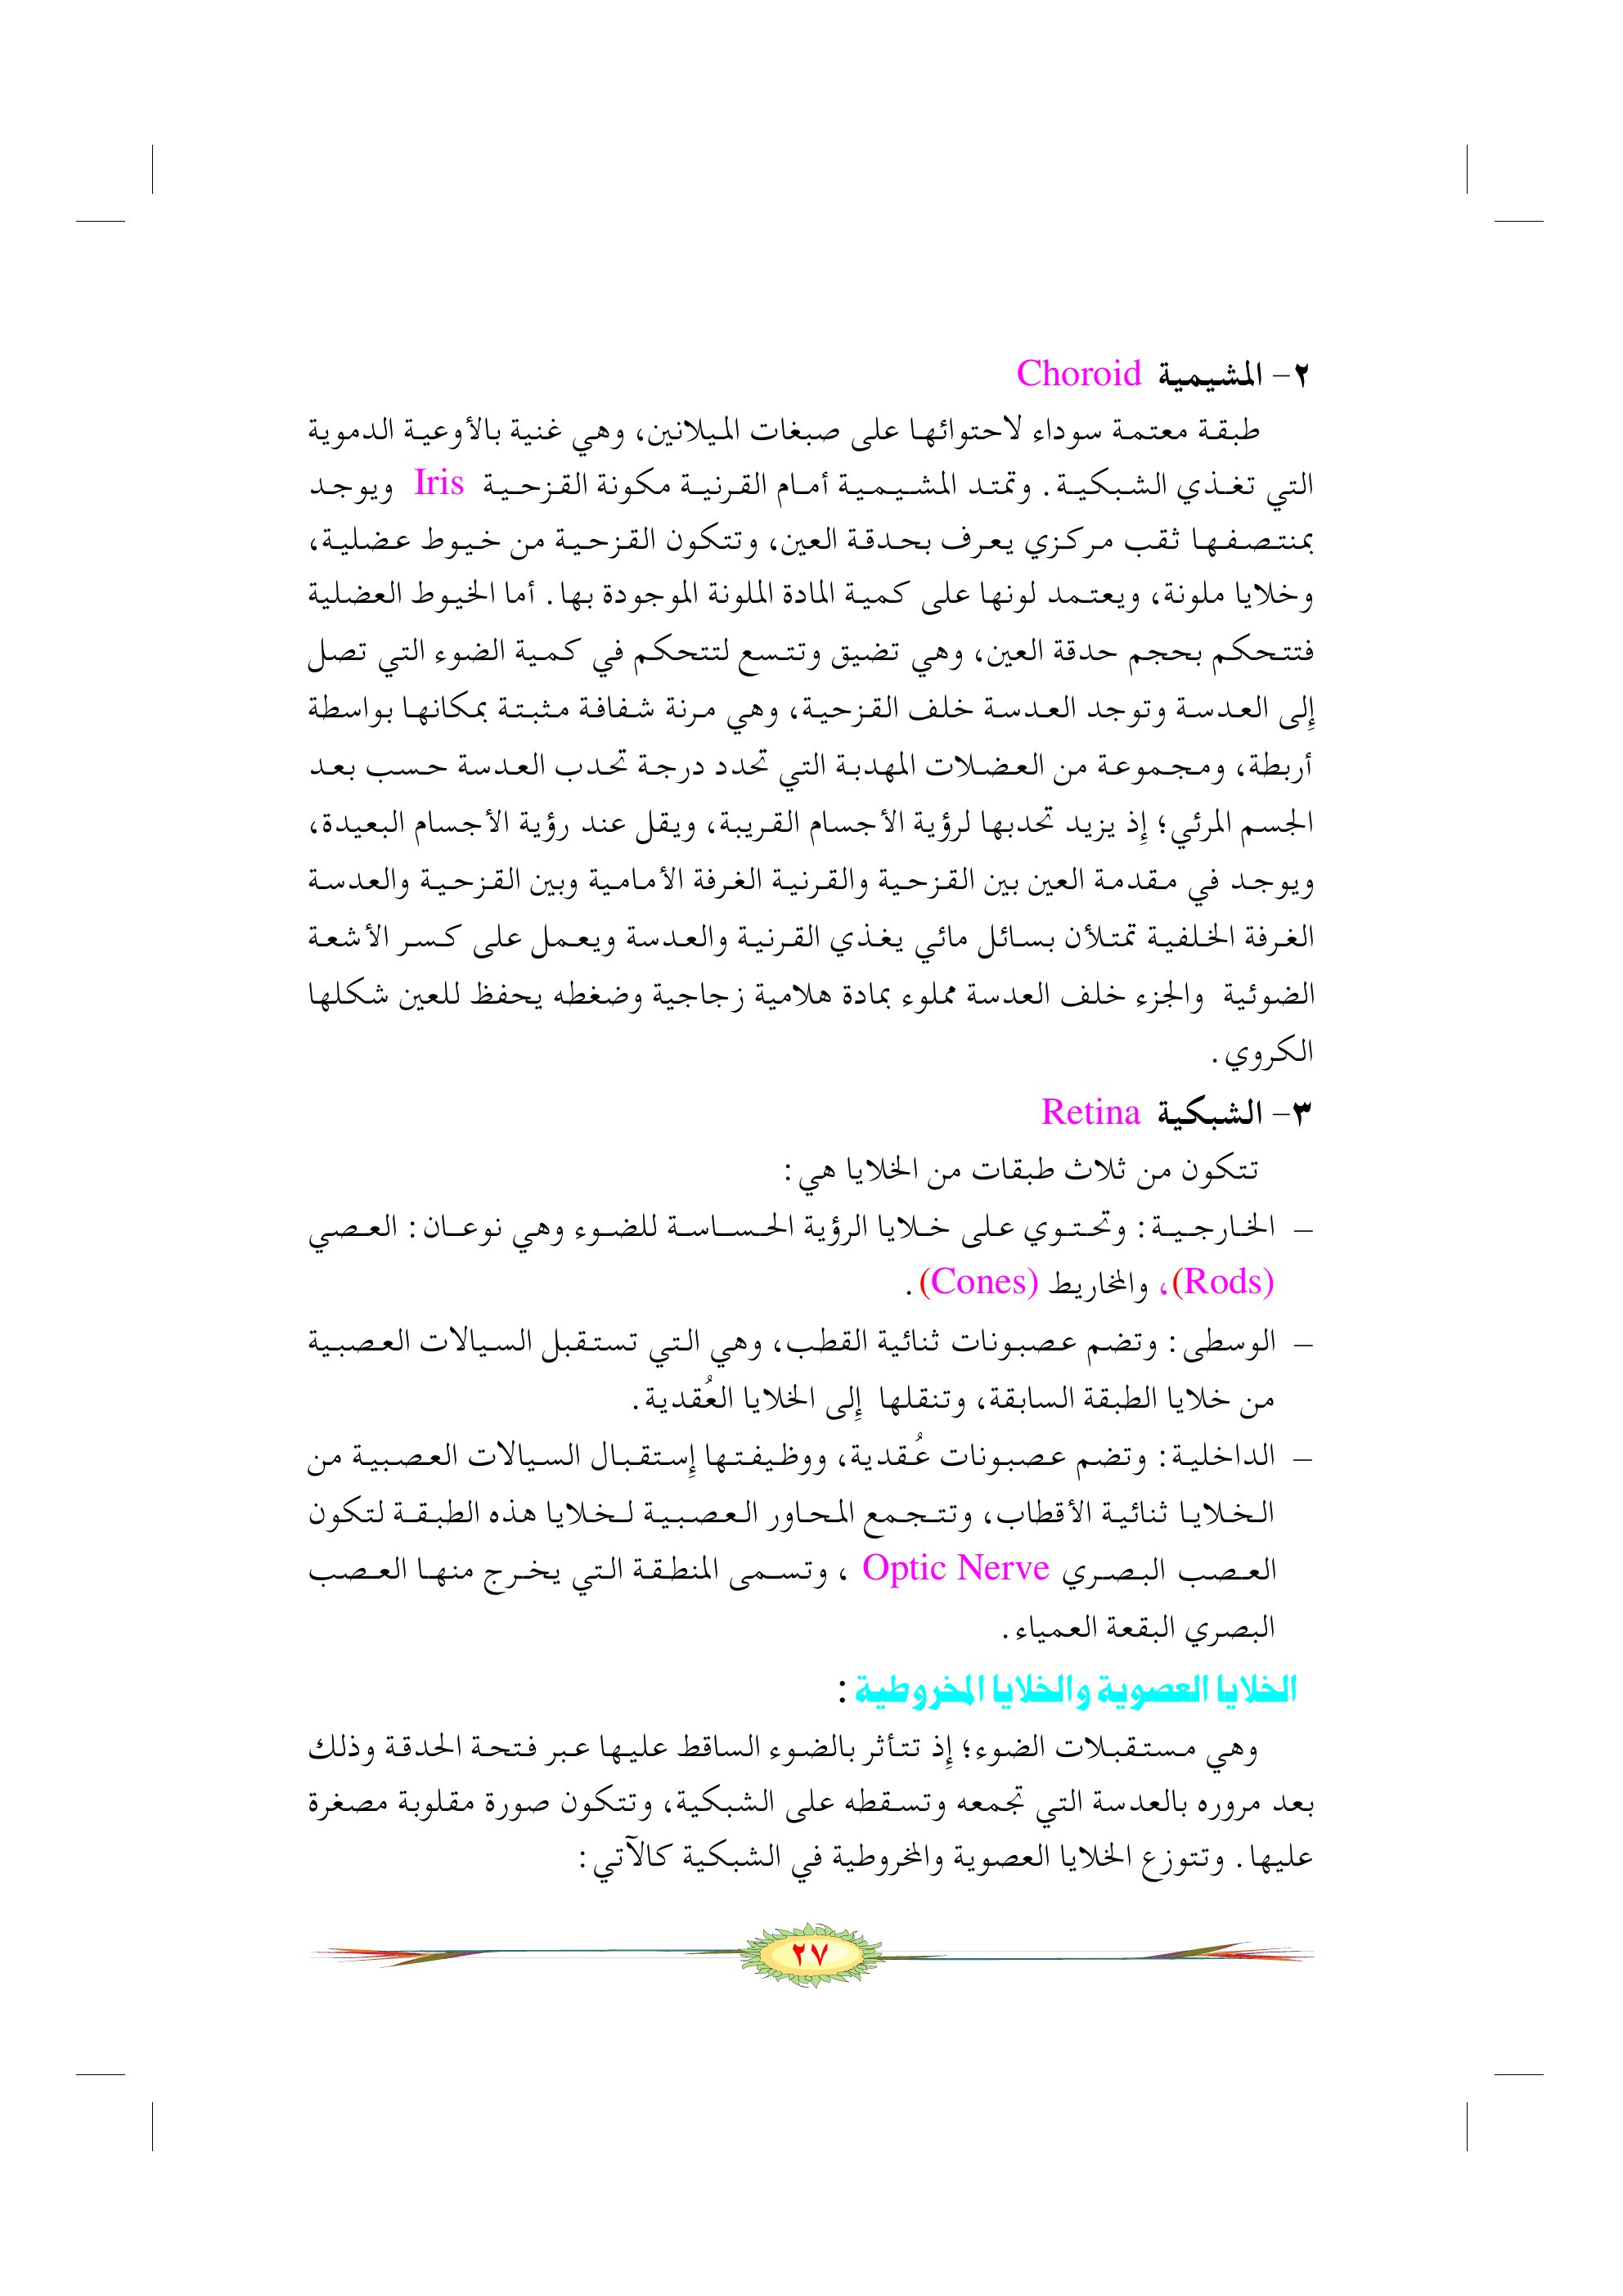 ٢- المشيمية Choroid
طبقة معتمة سوداء لاحتوائها على صبغات الميلانين، وهي غنية بالأوعية الدموية
التي تغذي الشبكية. وتمتد المشيمية أمام القرنية مكونة القزحية Iris ويوجد
بمنتصفها ثقب مركزي يعرف بحدقة العين، وتتكون القزحية من خيوط عضلية،
وخلايا ملونة، ويعتمد لونها على كمية المادة الملونة الموجودة بها. أما الخيوط العضلية
فتتحكم بحجم حدقة العين، وهي تضيق وتتسع لتتحكم في كمية الضوء التي تصل
إلى العدسة وتوجد العدسة خلف القزحية، وهي مرنة شفافة مثبتة بمكانها بواسطة
أربطة، ومجموعة من العضلات المهدبة التي تحدد درجة تحدب العدسة حسب بعد
الجسم المرئي؛ إذ يزيد تحدبها لرؤية الأجسام القريبة، ويقل عند رؤية الأجسام البعيدة،
ويوجد في مقدمة العين بين القزحية والقرنية الغرفة الأمامية وبين القزحية والعدسة
الغرفة الخلفية تمتلأن بسائل مائي يغذي القرنية والعدسة ويعمل على كسر الأشعة
الضوئية والجزء خلف العدسة مملوء بمادة هلامية زجاجية وضغطه يحفظ للعين شكلها
الكروي.
٣- الشبكية Retina
تتكون من ثلاث طبقات من الخلايا هي:
– الخارجية: وتحتوي على خلايا الرؤية الحساسة للضوء وهي نوعان: العصي
(Rods)، والمخاريط (Cones).
– الوسطى: وتضم عصبونات ثنائية القطب، وهي التي تستقبل السيالات العصبية
من خلايا الطبقة السابقة، وتنقلها إلى الخلايا العُقدية.
– الداخلية: وتضم عصبونات عُقدية، ووظيفتها إستقبال السيالات العصبية من
الخلايا ثنائية الأقطاب، وتتجمع المحاور العصبية لخلايا هذه الطبقة لتكون
العصب البصري Optic Nerve ، وتسمى المنطقة التي يخرج منها العصب
البصري البقعة العمياء.
الخلايا العصوية والخلايا المخروطية :
وهي مستقبلات الضوء؛ إذ تتأثر بالضوء الساقط عليها عبر فتحة الحدقة وذلك
بعد مروره بالعدسة التي تجمعه وتسقطه على الشبكية، وتتكون صورة مقلوبة مصغرة
عليها. وتتوزع الخلايا العصوية والمخروطية في الشبكية كالآتي:
٢٧